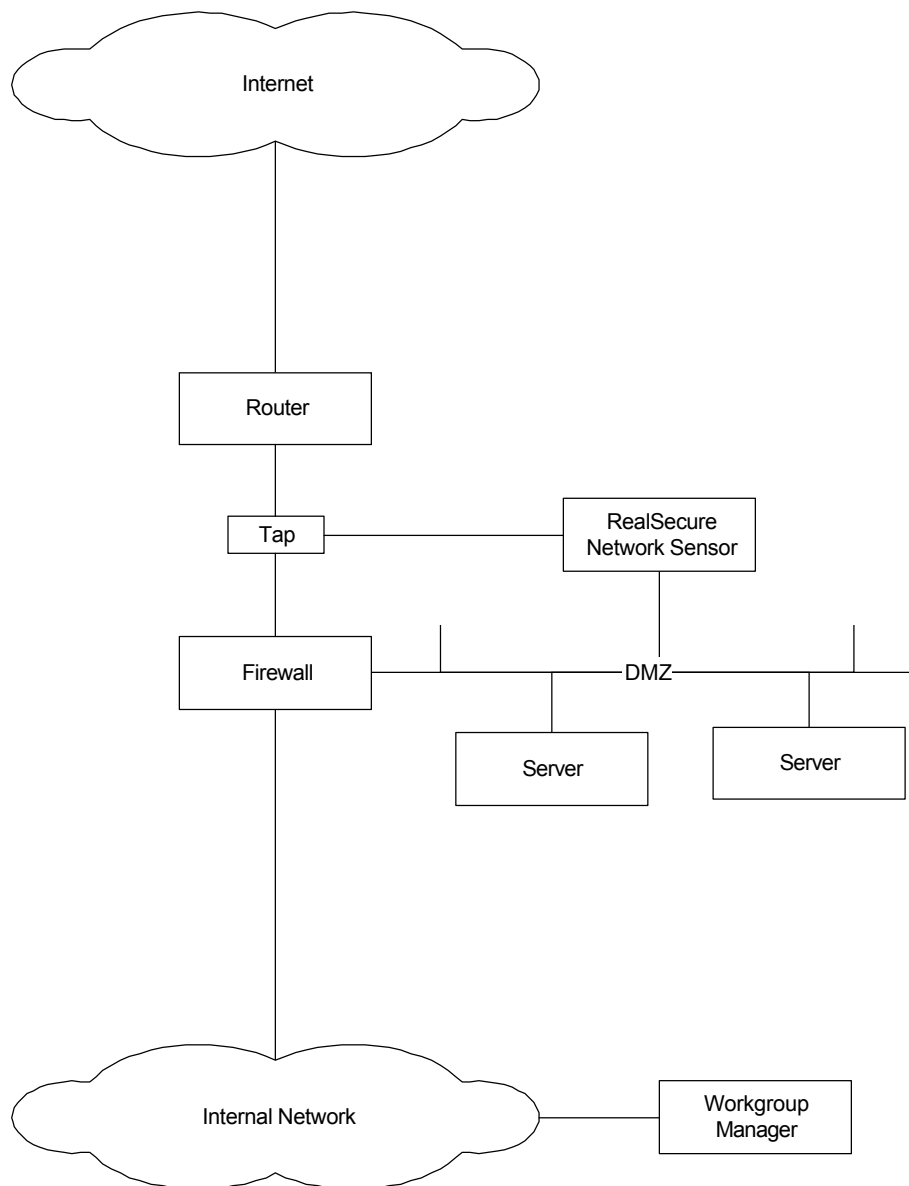 Internet
Router
Tap
RealSecure
Network Sensor
Firewall
DMZ
Server
Server
Internal Network
Workgroup
Manager